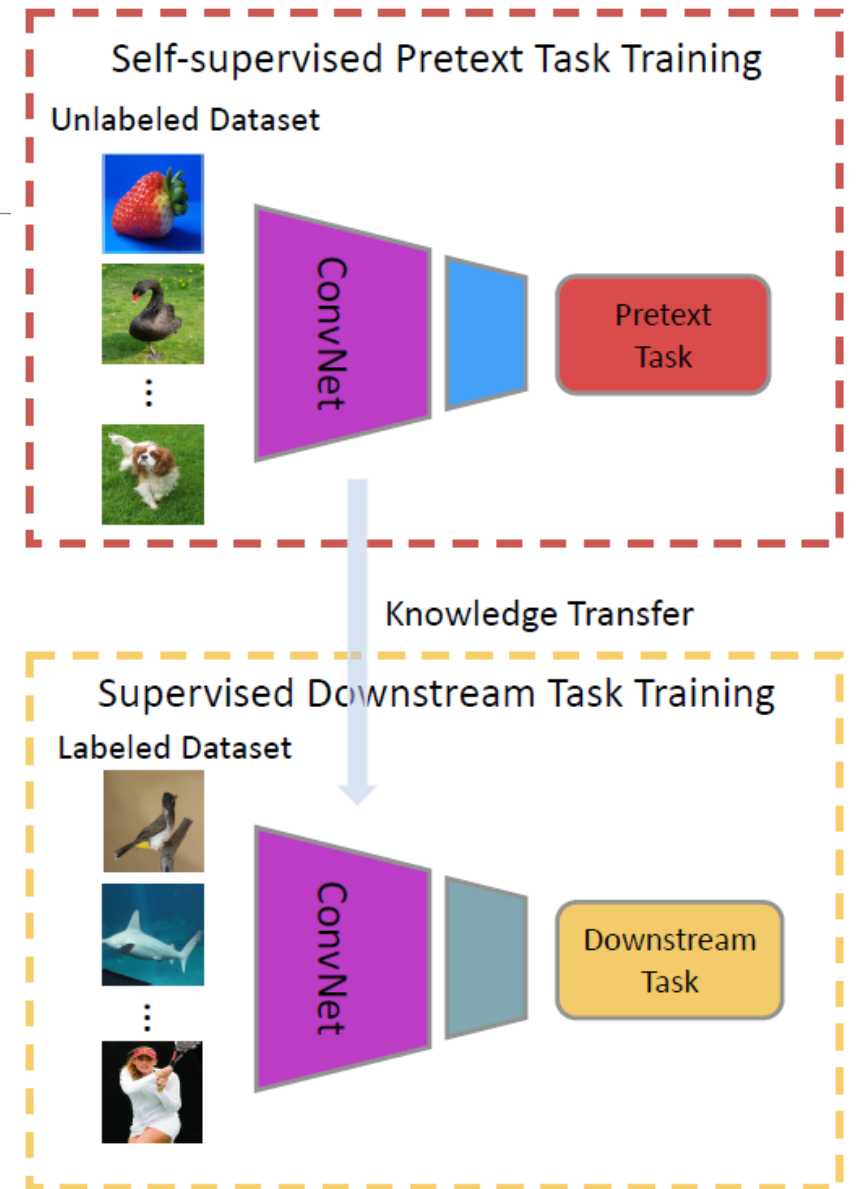 Self-supervised Pretext Task Training
Unlabeled Dataset
ConvNet
Pretext
Task
Knowledge Transfer
Supervised Downstream Task Training
Labeled Dataset
ConvNet
Downstream
Task